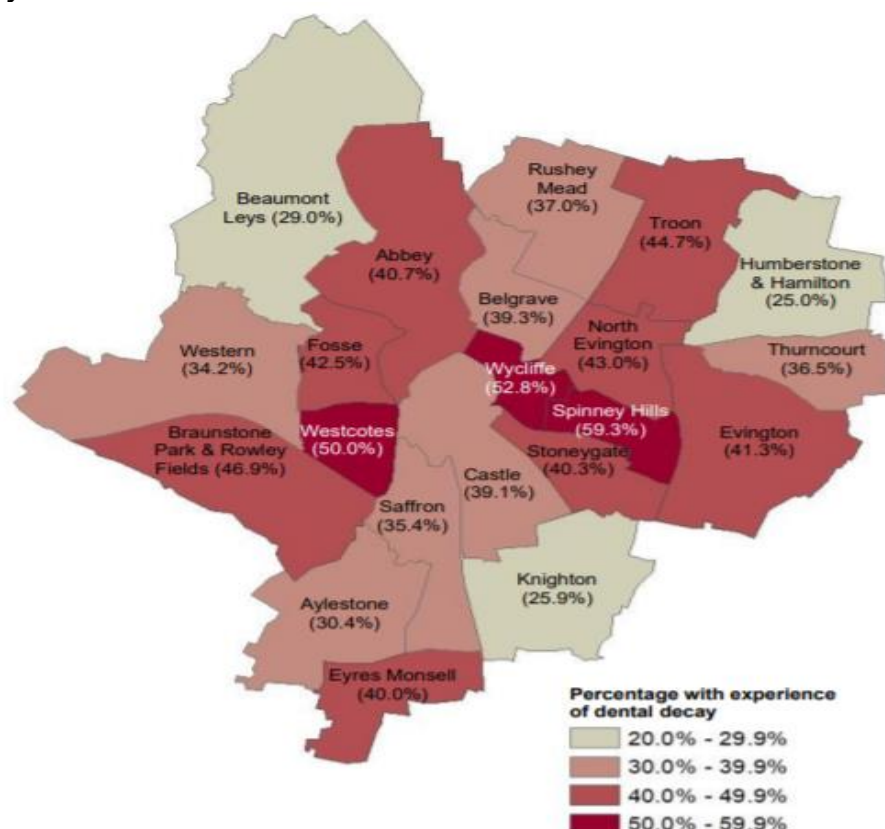 Rushey
Mead
(37.0%)
Beaumont
Leys (29.0%)
Troon
(44.7%)
Abbey
(40.7%)
Humberstone
& Hamilton
(25.0%)
Belgrave
(39.3%)
North
Evington
(43.0%)
Western
(34.2%)
Fosse
(42.5%)
Thurncourt
(36.5%)
Wycliffe
(52.8%)
Spinney Hills
(59.3%)
Braunstone
Park & Rowley
Fields (46.9%)
Westcotes
(50.0%)
Stoneygate
(40.3%)
Evington
(41.3%)
Castle
(39.1%)
Saffron
(35.4%)
Knighton
(25.9%)
Aylestone
(30.4%)
Eyres Monsell
(40.0%)
Percentage with experience
of dental decay
20.0% - 29.9%
30.0% - 39.9%
40.0% - 49.9%
50.0% - 59.9%